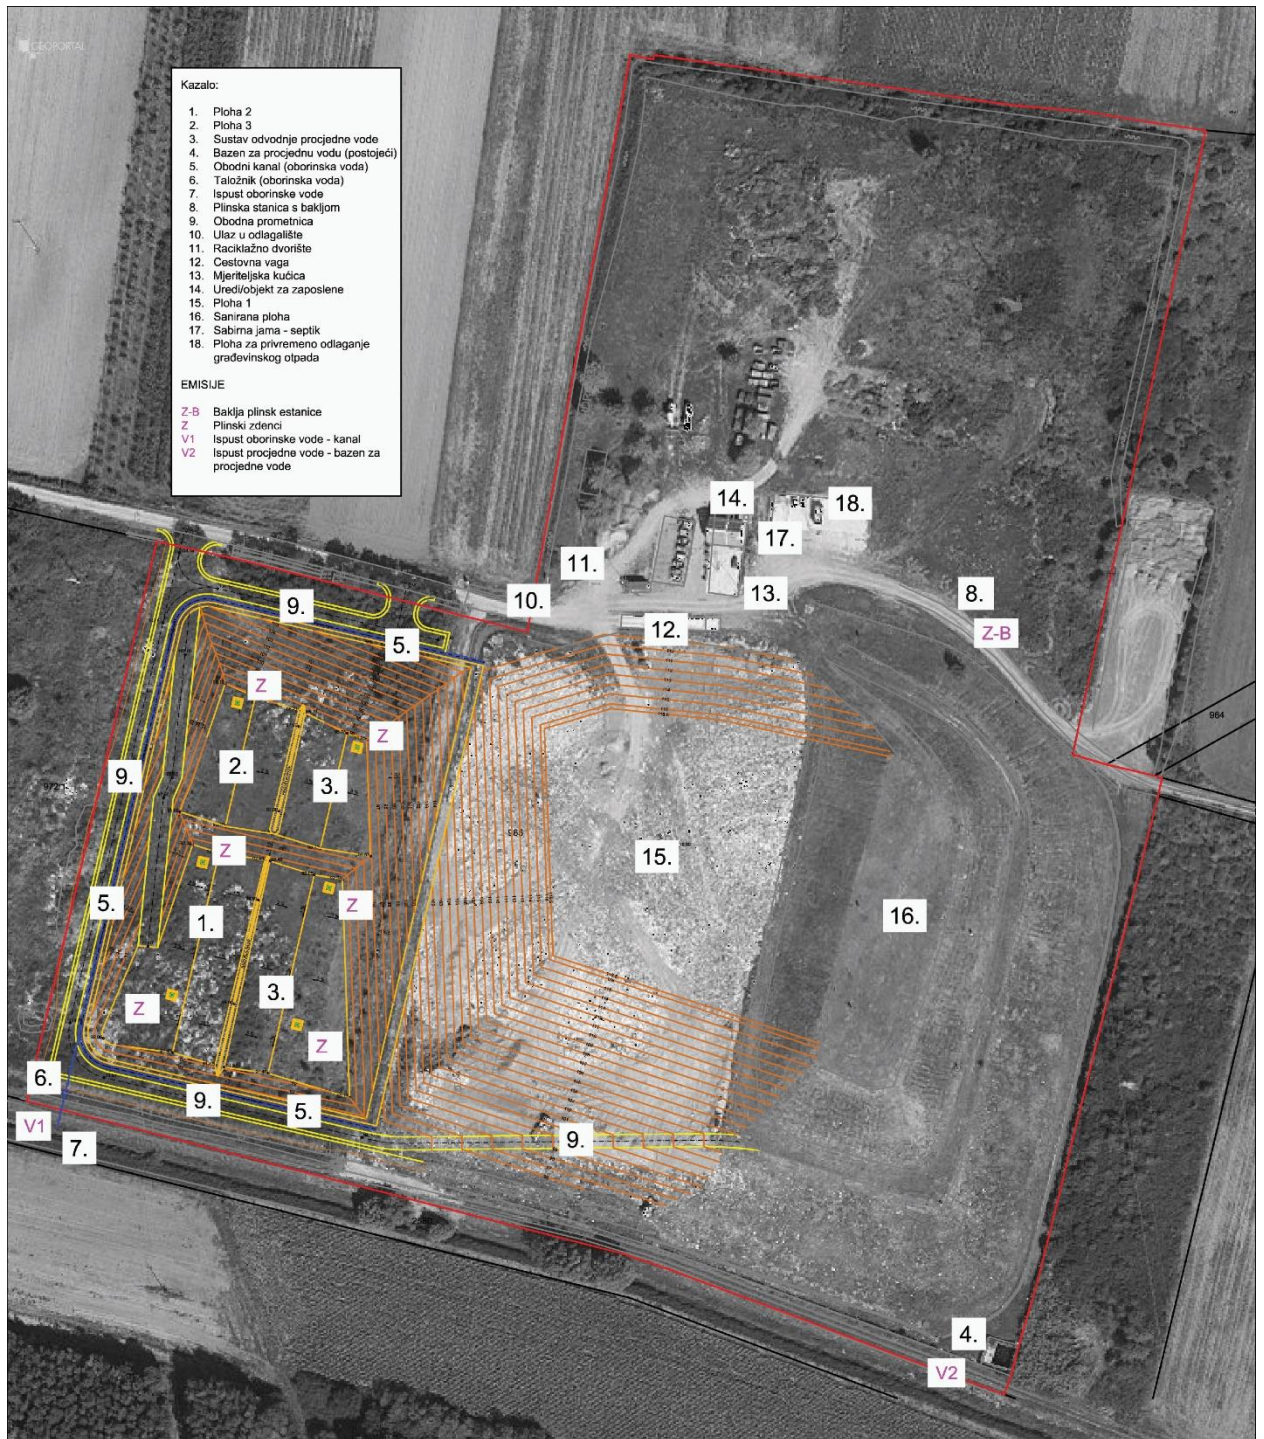 GEOPORTAL
Kazalo:
1. Ploha 2
2. Ploha 3
3. Sustav odvodnje procjedne vode
4. Bazen za procjednu vodu (postojeći)
5. Obodni kanal (oborinska voda)
6. Taložnik (oborinska voda)
7. Ispust oborinske vode
8. Plinska stanica s bakljom
9. Obodna prometnica
10. Ulaz u odlagalište
11. Raciklažno dvorište
12. Cestovna vaga
13. Mjeriteljska kućica
14. Uredi/objekt za zaposlene
15. Ploha 1
16. Sanirana ploha
17. Sabirna jama - septik
18. Ploha za privremeno odlaganje
građevinskog otpada
EMISIJE
Z-B Baklja plinsk estanice
Z Plinski zdenci
V1 Ispust oborinske vode - kanal
V2 Ispust procjedne vode - bazen za
procjedne vode
14.
18.
17.
11.
13.
8.
10.
9.
12.
Z-B
5.
Z
964
Z
2.
3.
9.
972
Z
15.
5.
Z
1.
16.
3.
Z
Z
6.
9.
5.
V1
9.
7.
4.
V2